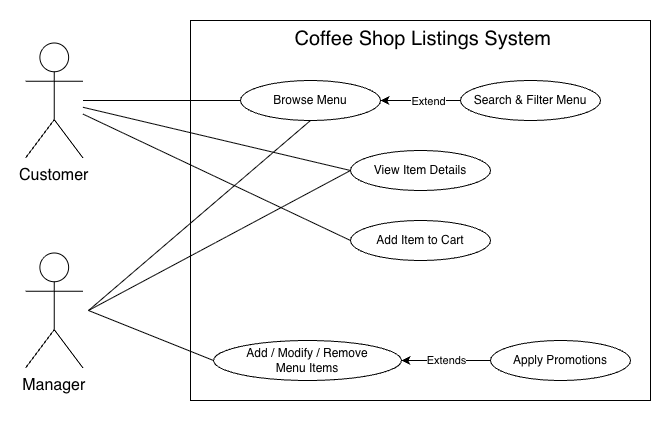 Coffee Shop Listings System
Browse Menu
Extend
Search & Filter Menu
Customer
View Item Details
Add Item to Cart
Manager
Add / Modify / Remove
Menu Items
Extends
Apply Promotions